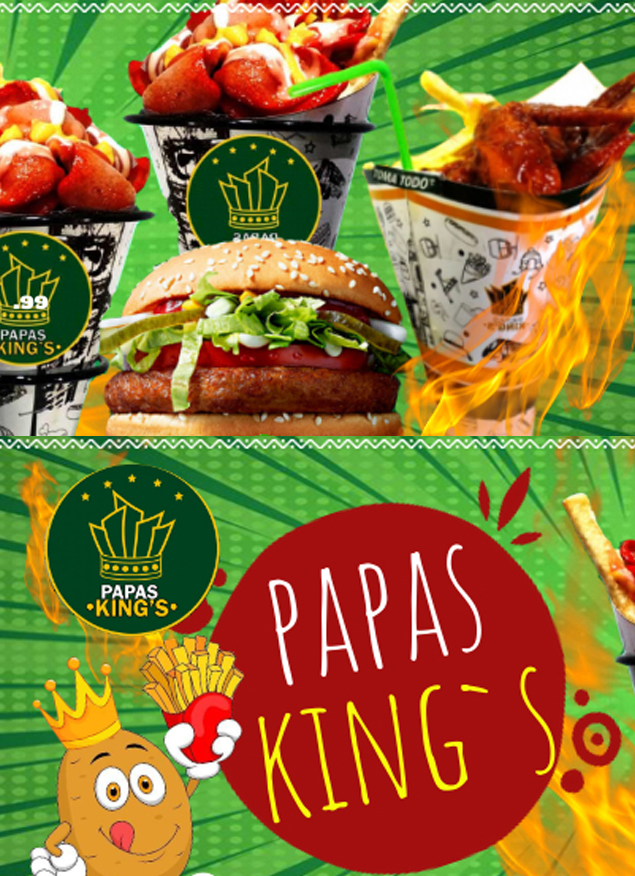 TOMA TODO
.99
PAPAS
KING´S•
PAPAS
•KING'S•
PAPAS
KING`S